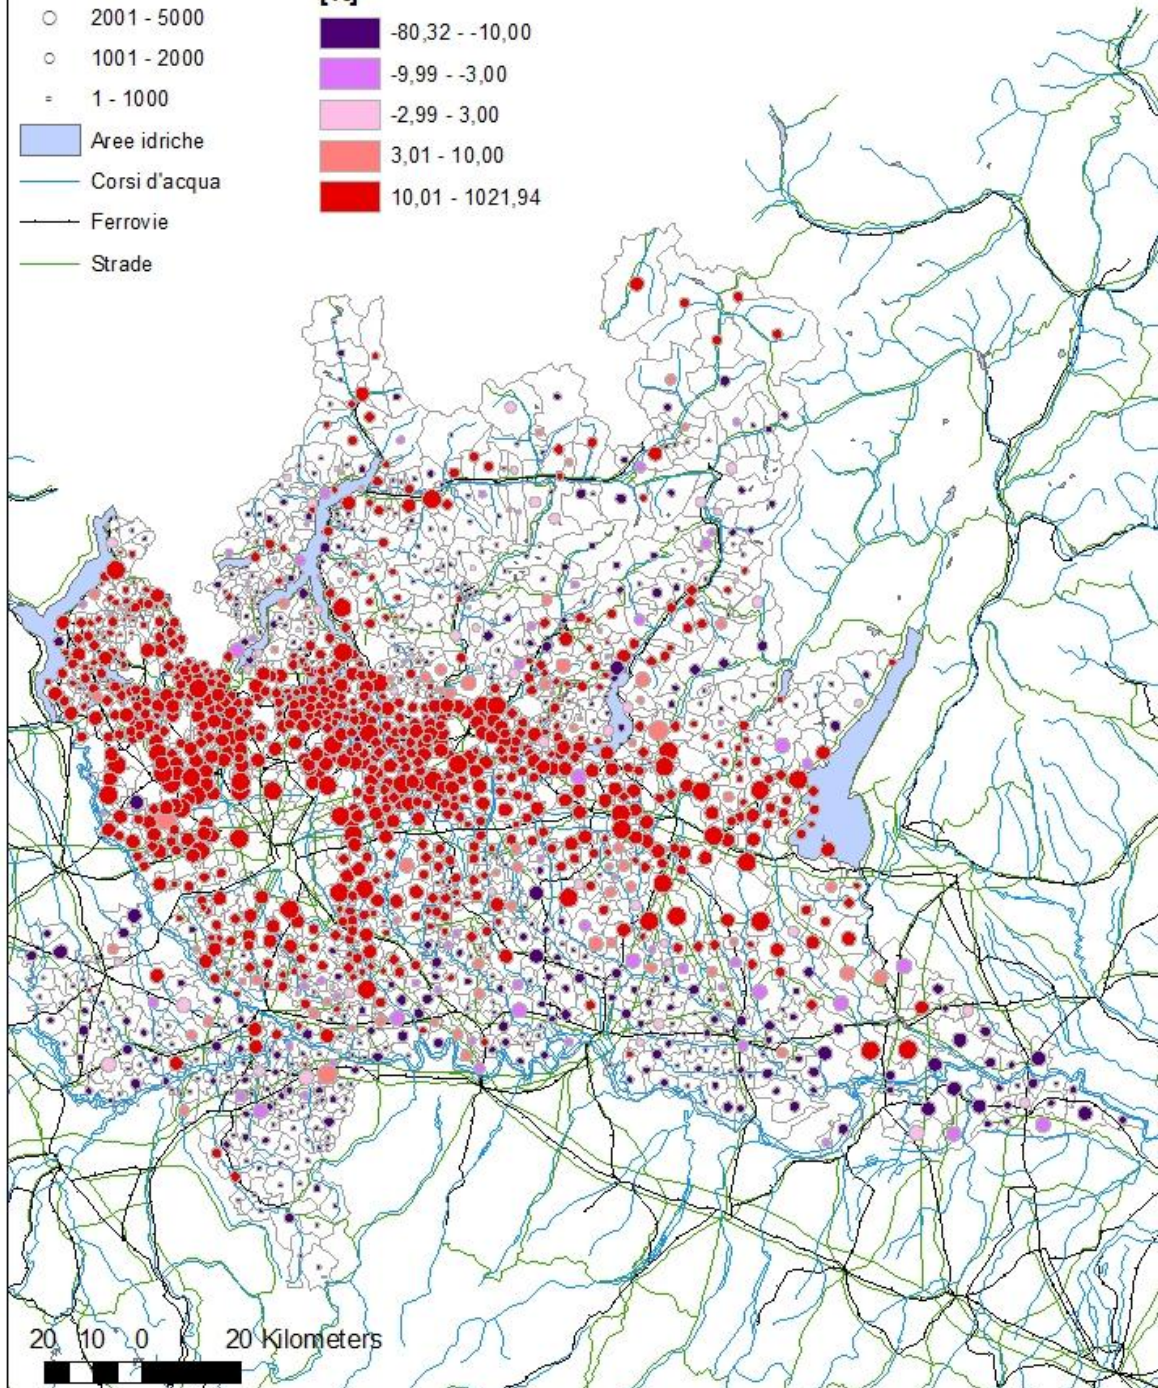 2001 - 5000
1001 - 2000
1 - 1000
Aree idriche
Corsi d'acqua
Ferrovie
Strade
[%]
-80,32 - -10,00
-9,99 - -3,00
-2,99 - 3,00
3,01 - 10,00
10,01 - 1021,94
20 10 0 20 Kilometers